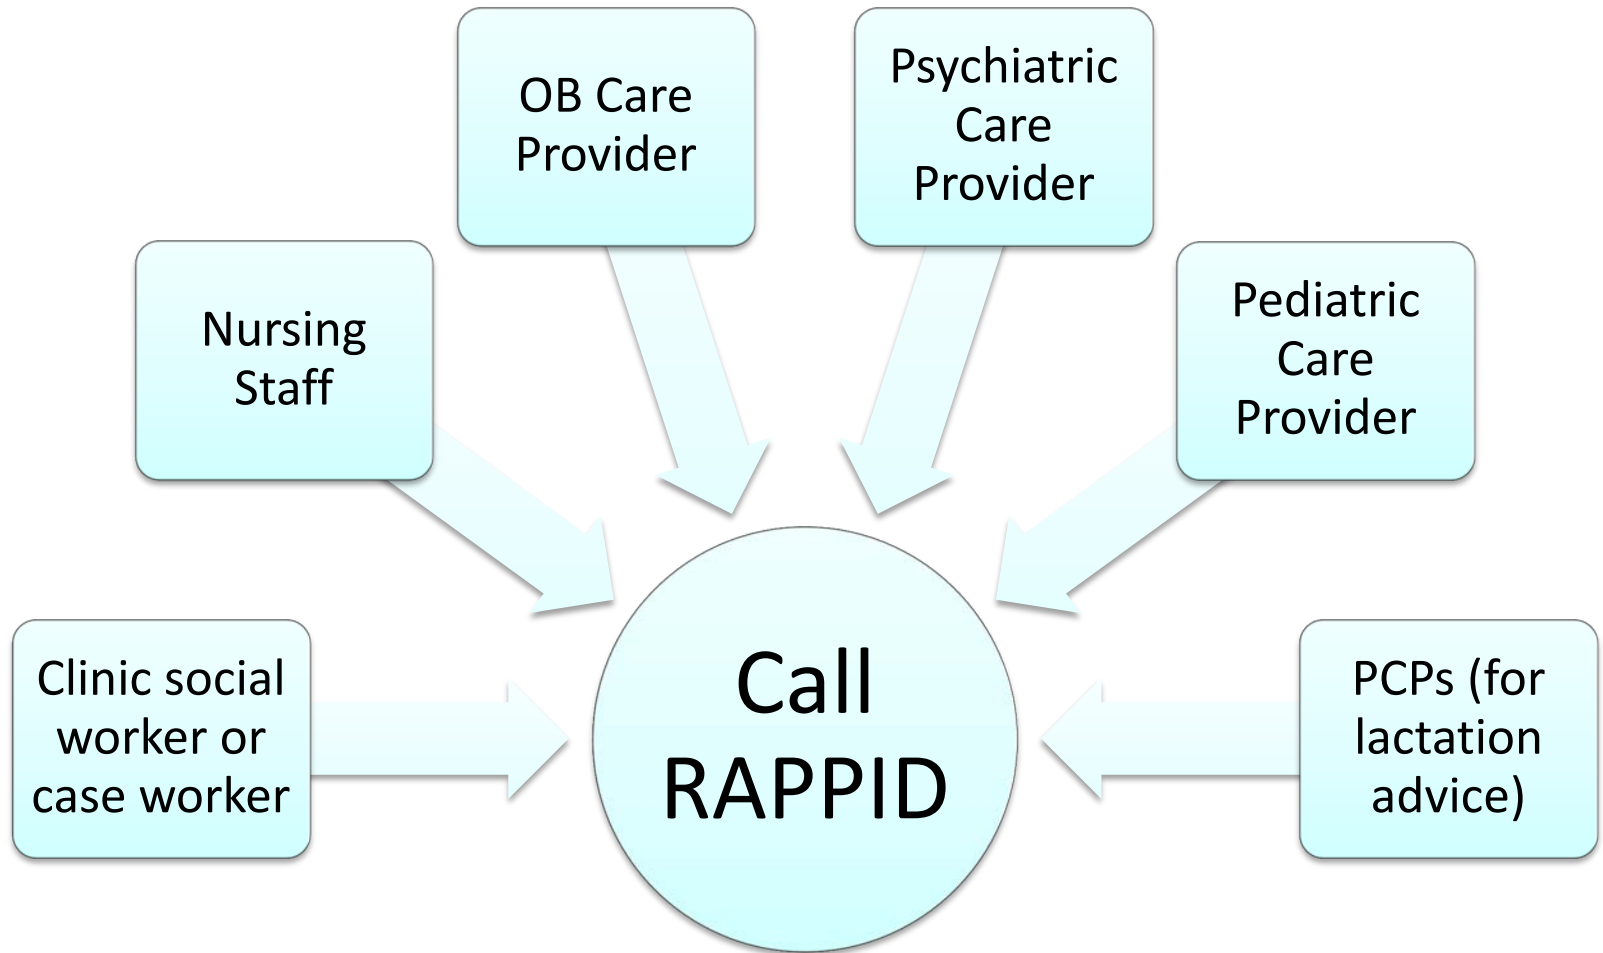 OB Care
Provider
Psychiatric
Care
Provider
Nursing
Staff
Pediatric
Care
Provider
Clinic social
worker or
case worker
Call
RAPPID
PCPs (for
lactation
advice)